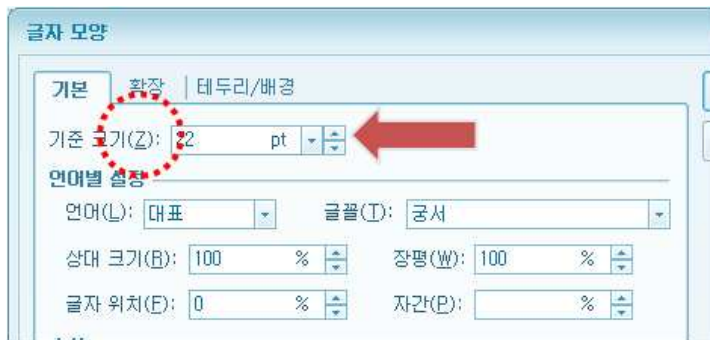 글자 모양
기본 확장 테두리/배경
기준 크기(Z): 22 pt
언어별 설정
언어(L): 대표 글꼴(T): 궁서
상대 크기(R): 100 % 장평(W): 100 %
글자 위치(E): 0 % 자간(P): %